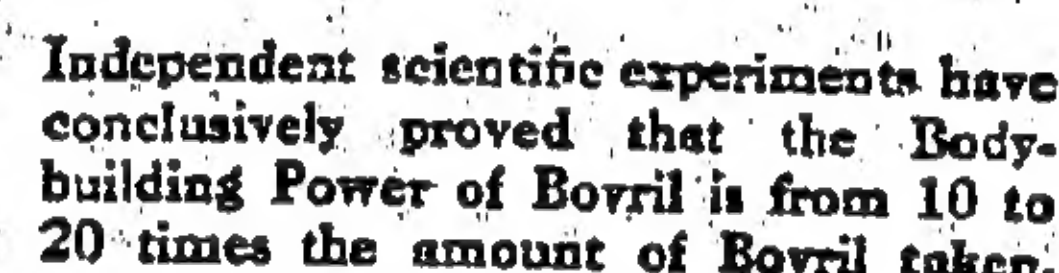 Independent scientific experiments have
conclusively proved that the Body-
building Power of Bovril is from 10 to
20 times the amount of Bovril taken.